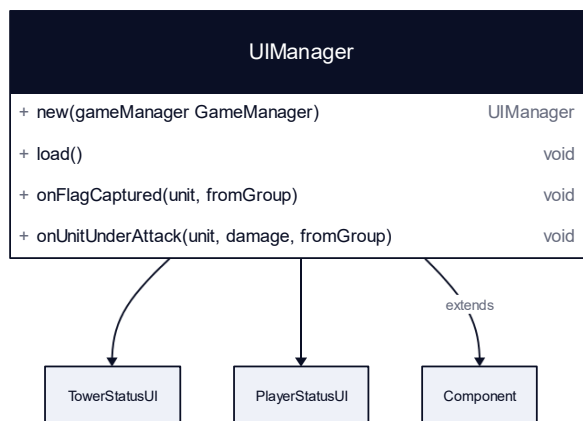 UIManager
+ new(gameManager GameManager) UIManager
+ load() void
+ onFlagCaptured(unit, fromGroup) void
+ onUnitUnderAttack(unit, damage, fromGroup) void
extends
TowerStatusUI PlayerStatusUI Component